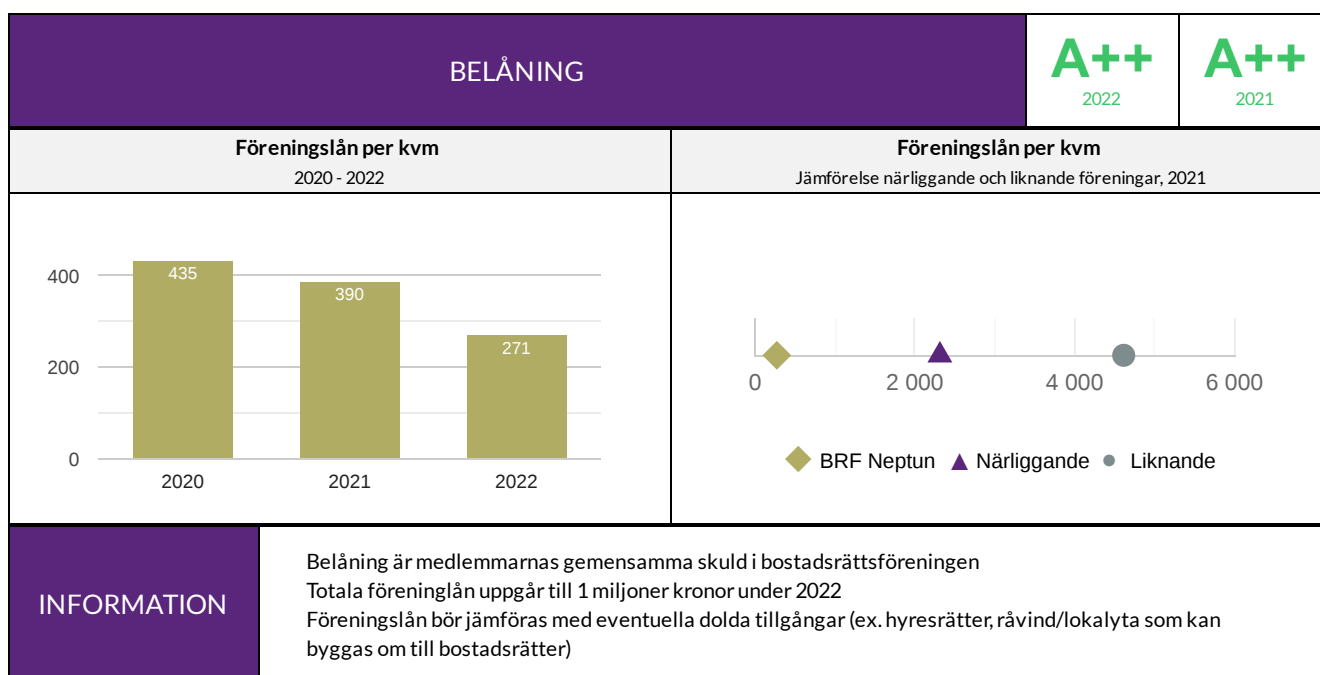 BELÅNING
A++
2022
A++
2021
Föreningslån per kvm
2020 - 2022
Föreningslån per kvm
Jämförelse närliggande och liknande föreningar, 2021
400
200
0
435
390
271
2020
2021
2022
0
2 000
4 000
6 000
BRF Neptun
Närliggande
Liknande
INFORMATION
Belåning är medlemmarnas gemensamma skuld i bostadsrättsföreningen
Totala föreninglån uppgår till 1 miljoner kronor under 2022
Föreningslån bör jämföras med eventuella dolda tillgångar (ex. hyresrätter, råvind/lokalyta som kan
byggas om till bostadsrätter)